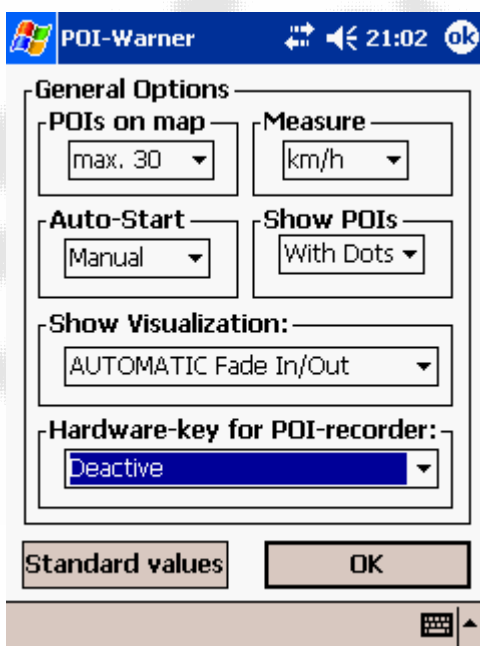 POI-Warner 21:02 ok
General Options
POIs on map Measure
max. 30 km/h
Auto-Start Show POIs
Manual With Dots
Show Visualization:
AUTOMATIC Fade In/Out
Hardware-key for POI-recorder:
Deactive
Standard values OK